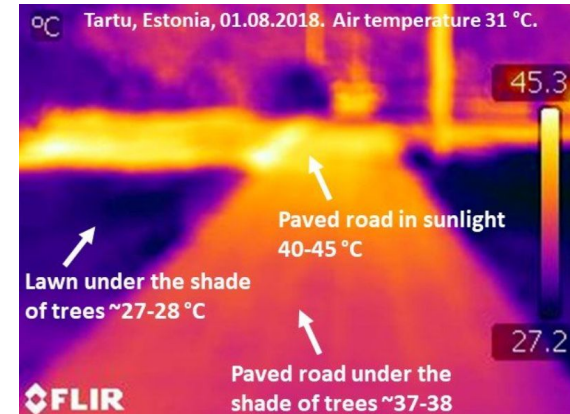 °C Tartu, Estonia, 01.08.2018. Air temperature 31 °C.
45.3
Paved road in sunlight
40-45 °C
Lawn under the shade
of trees ~27-28 °C
27.2
Paved road under the
shade of trees ~37-38
FLIR